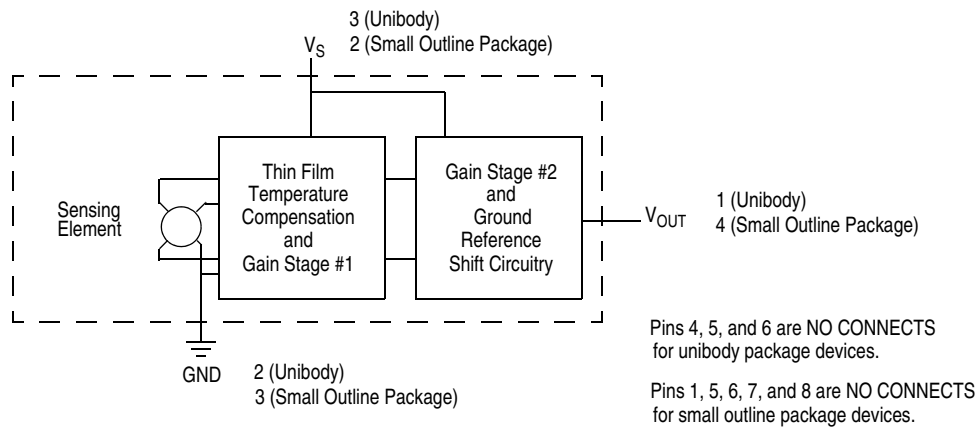 3 (Unibody)
V_S 2 (Small Outline Package)
Thin Film
Temperature
Compensation
and
Gain Stage #1
Gain Stage #2
and
Ground
Reference
Shift Circuitry
Sensing
Element
V_OUT
1 (Unibody)
4 (Small Outline Package)
GND
2 (Unibody)
3 (Small Outline Package)
Pins 4, 5, and 6 are NO CONNECTS
for unibody package devices.
Pins 1, 5, 6, 7, and 8 are NO CONNECTS
for small outline package devices.